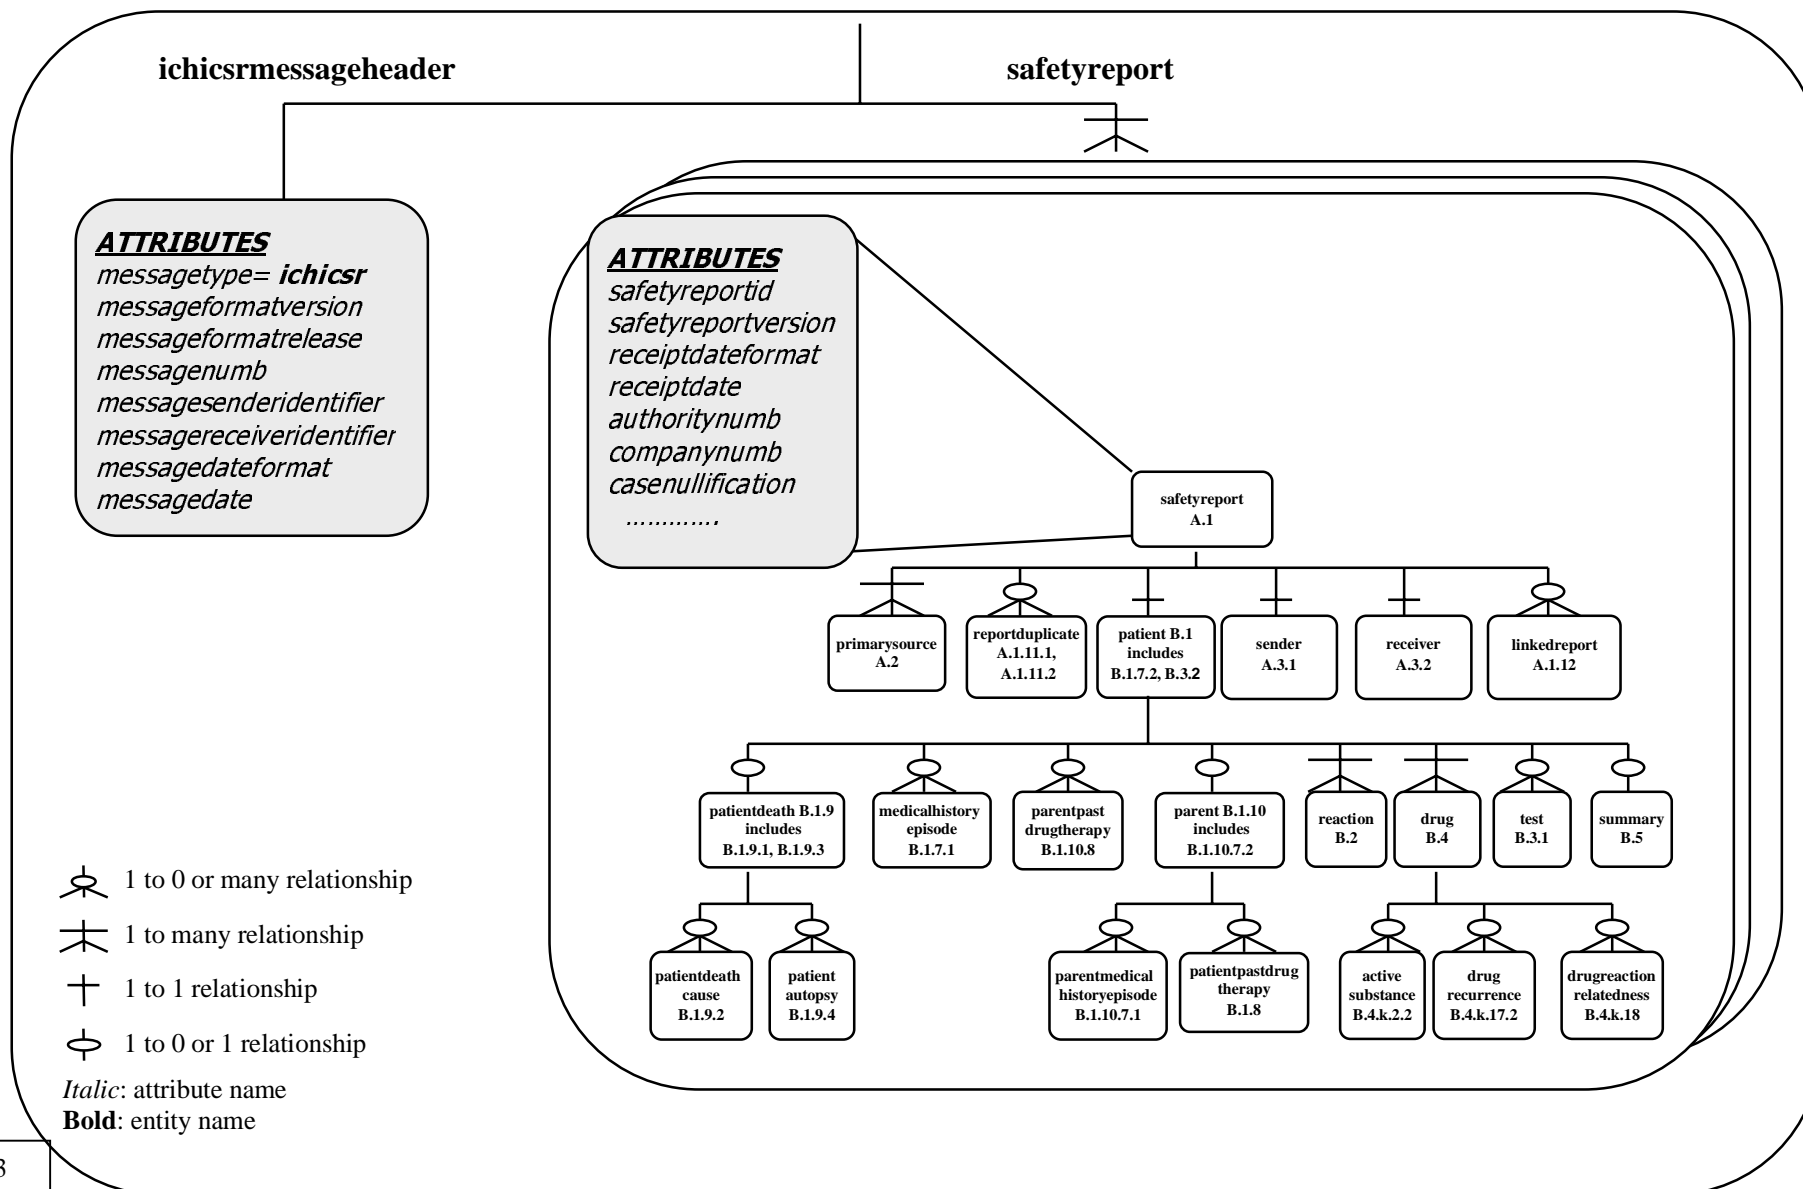 ichicsrmessageheader
safetyreport
ATTRIBUTES
messagetype= ichicsr
messageformatversion
messageformatrelease
messagenumb
messagesenderidentifier
messagereceiveridentifier
messagedateformat
messagedate
ATTRIBUTES
safetyreportid
safetyreportversion
receiptdateformat
receiptdate
authoritynumb
companynumb
casenullification
………….
safetyreport
A.1
primarysource
A.2
reportduplicate
A.1.11.1,
A.1.11.2
patient B.1
includes
B.1.7.2, B.3.2
sender
A.3.1
receiver
A.3.2
linkedreport
A.1.12
patientdeath B.1.9
includes
B.1.9.1, B.1.9.3
medicalhistory
episode
B.1.7.1
parentpast
drugtherapy
B.1.10.8
parent B.1.10
includes
B.1.10.7.2
reaction
B.2
drug
B.4
test
B.3.1
summary
B.5
patientdeath
cause
B.1.9.2
patient
autopsy
B.1.9.4
parentmedical
historyepisode
B.1.10.7.1
patientpastdrug
therapy
B.1.8
active
substance
B.4.k.2.2
drug
recurrence
B.4.k.17.2
drugreaction
relatedness
B.4.k.18
1 to 0 or many relationship
1 to many relationship
1 to 1 relationship
1 to 0 or 1 relationship
Italic: attribute name
Bold: entity name